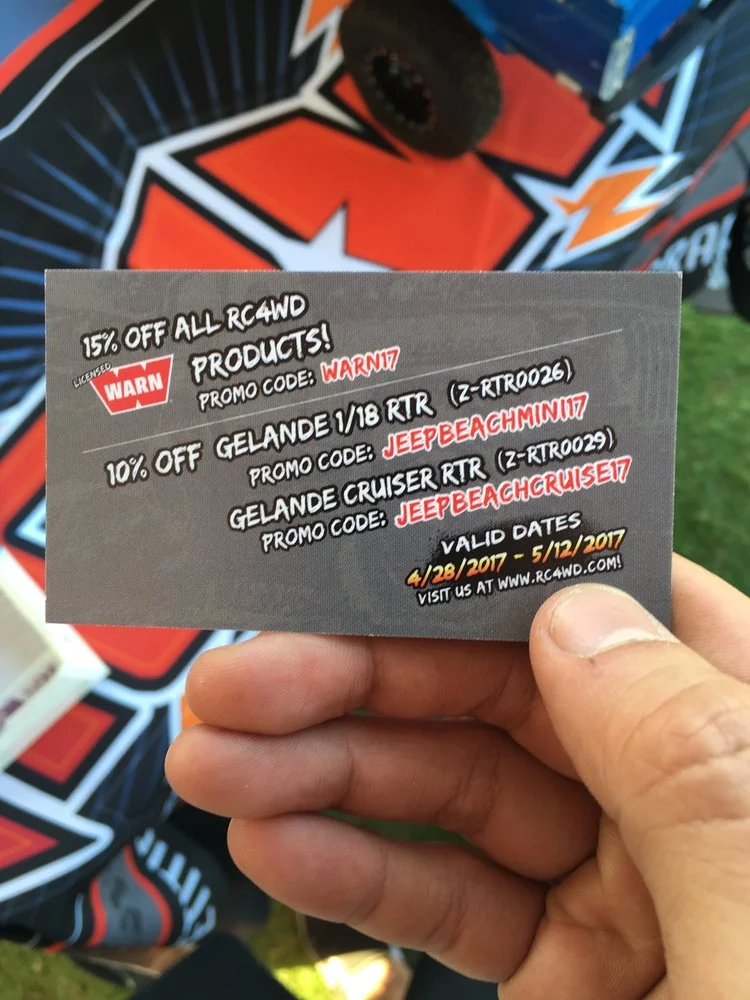 15% OFF ALL RC4WD
LICENSED WARN PRODUCTS!
PROMO CODE: WARN17
10% OFF GELANDE 1/18 RTR (Z-RTR0026)
PROMO CODE: JEEPBEACHMINI17
GELANDE CRUISER RTR (Z-RTR0029)
PROMO CODE: JEEPBEACHCRUISE17
VALID DATES
4/28/2017 - 5/12/2017
VISIT US AT WWW.RC4WD.COM!